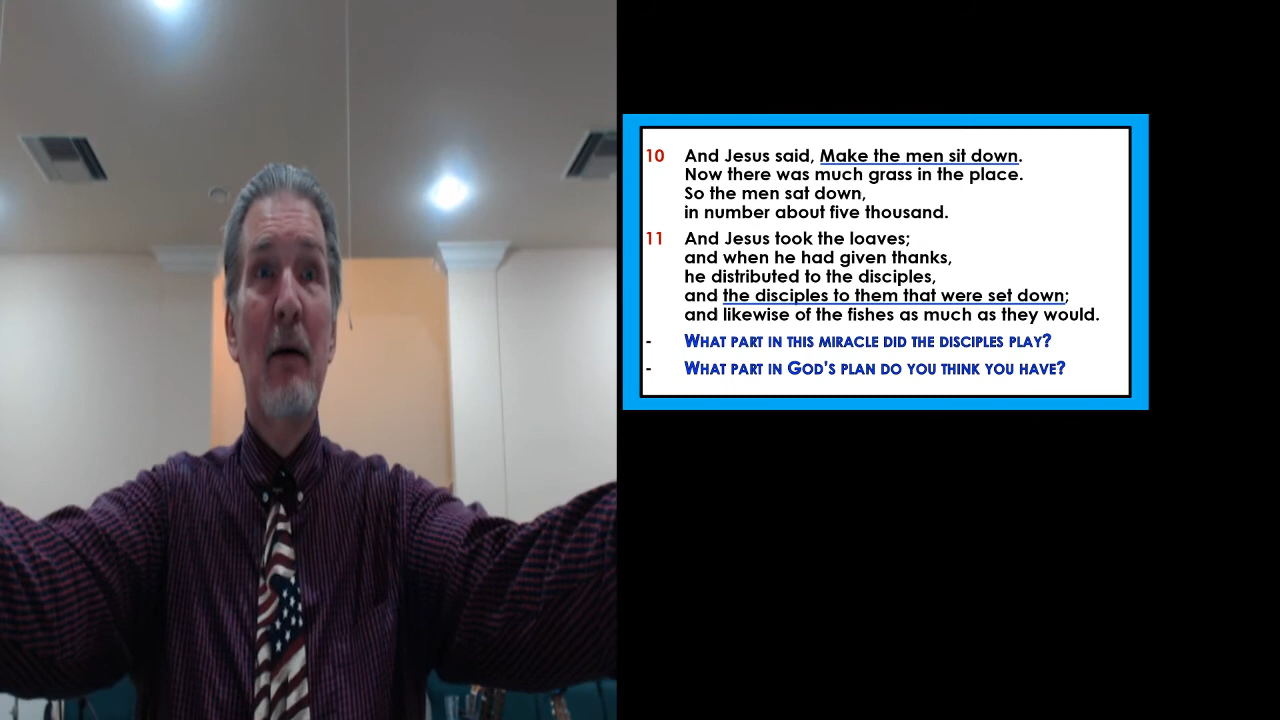 10 And Jesus said, Make the men sit down.
Now there was much grass in the place.
So the men sat down,
in number about five thousand.
11 And Jesus took the loaves;
and when he had given thanks,
he distributed to the disciples,
and the disciples to them that were set down;
and likewise of the fishes as much as they would.
- What part in this miracle did the disciples play?
- What part in God's plan do you think you have?